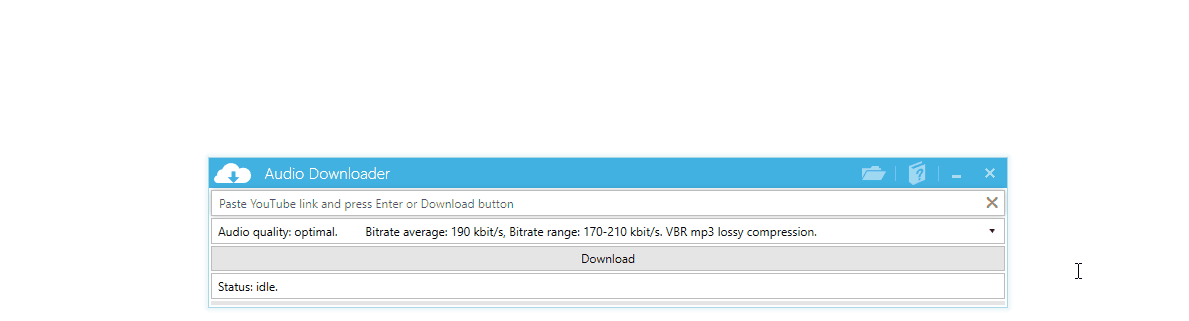 Audio Downloader
Paste YouTube link and press Enter or Download button
Audio quality: optimal. Bitrate average: 190 kbit/s, Bitrate range: 170-210 kbit/s. VBR mp3 lossy compression.
Download
Status: idle.